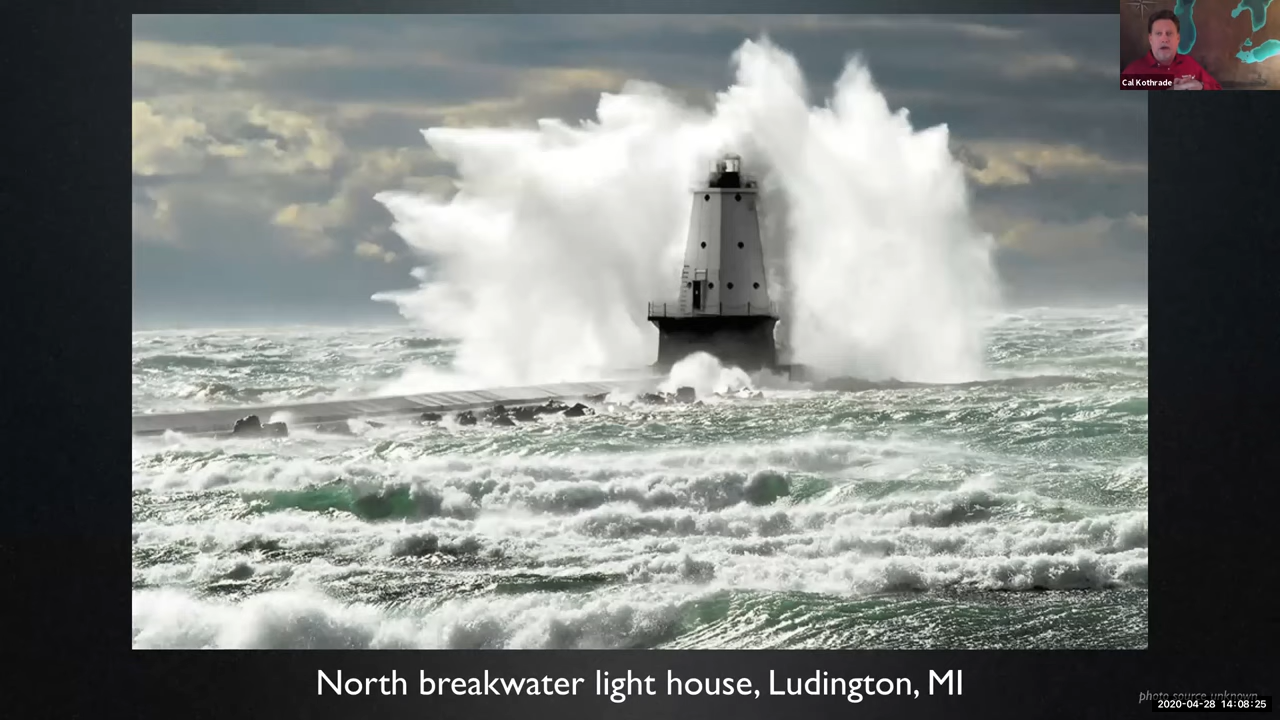 Cal Kothrade
North breakwater light house, Ludington, MI
photo source unknown
2020-04-28 14:08:25